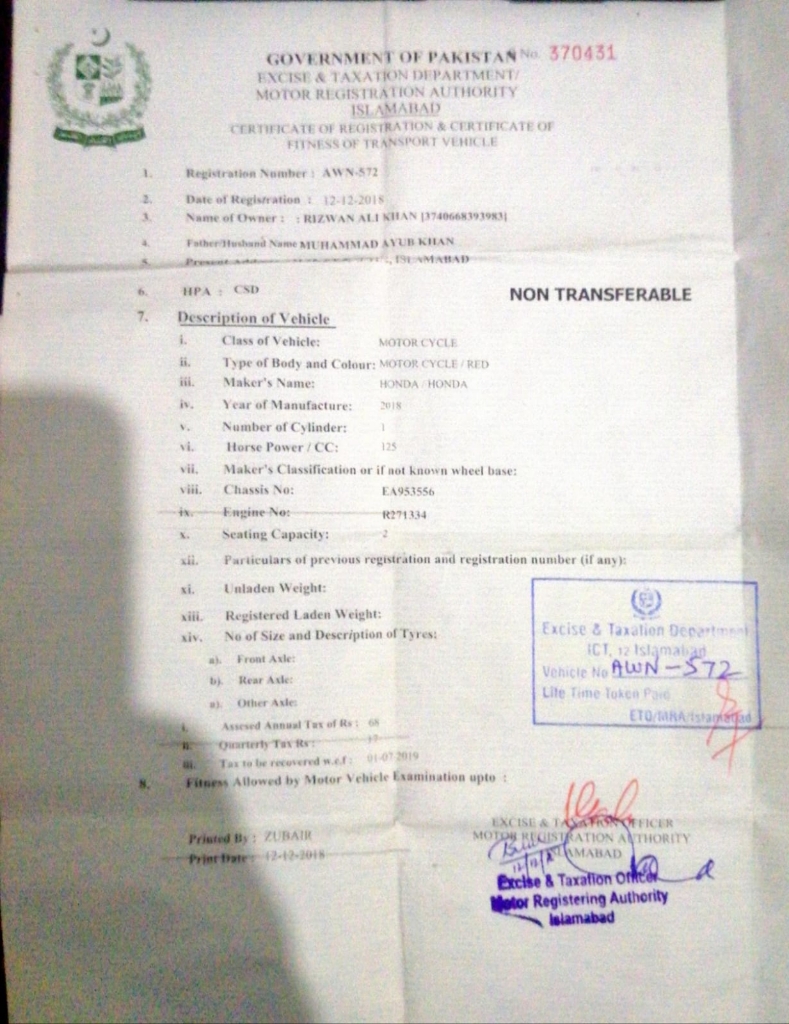 GOVERNMENT OF PAKISTAN No. 370431
EXCISE & TAXATION DEPARTMENT/
MOTOR REGISTRATION AUTHORITY
ISLAMABAD
CERTIFICATE OF REGISTRATION & CERTIFICATE OF
FITNESS OF TRANSPORT VEHICLE
1. Registration Number : AWN-572
2. Date of Registration : 12-12-2018
3. Name of Owner : : RIZWAN ALI KHAN [3740668393983]
4. Father/Husband Name MUHAMMAD AYUB KHAN
5. Present ISLAMABAD
6. HPA : CSD
NON TRANSFERABLE
7. Description of Vehicle
i. Class of Vehicle: MOTOR CYCLE
ii. Type of Body and Colour: MOTOR CYCLE / RED
iii. Maker's Name: HONDA / HONDA
iv. Year of Manufacture: 2018
v. Number of Cylinder: 1
vi. Horse Power / CC: 125
vii. Maker's Classification or if not known wheel base:
viii. Chassis No: EA953556
ix. Engine No: R271334
x. Seating Capacity: 2
xii. Particulars of previous registration and registration number (if any):
xi. Unladen Weight:
xiii. Registered Laden Weight:
xiv. No of Size and Description of Tyres:
a). Front Axle:
b). Rear Axle:
a). Other Axle:
i. Assesed Annual Tax of Rs : 68
ii. Quarterly Tax Rs : 17
iii. Tax to be recovered w.e.f : 01-07-2019
Excise & Taxation Department
ICT, 12 Islamabad
Vehicle No AWN-572
Life Time Token Paid
ETO/MRA/Islamabad
8. Fitness Allowed by Motor Vehicle Examination upto :
Printed By : ZUBAIR
Print Date : 12-12-2018
EXCISE & TAXATION OFFICER
MOTOR REGISTRATION AUTHORITY
ISLAMABAD
Excise & Taxation Officer
Motor Registering Authority
Islamabad